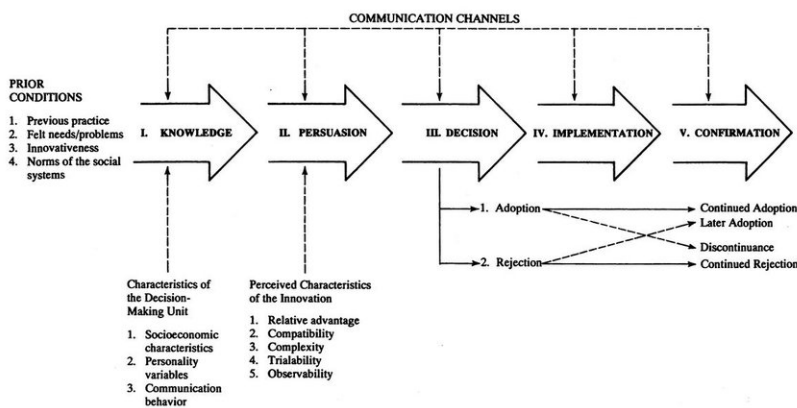 COMMUNICATION CHANNELS
PRIOR
CONDITIONS
1. Previous practice
2. Felt needs/problems
3. Innovativeness
4. Norms of the social
systems
I. KNOWLEDGE
II. PERSUASION
III. DECISION
IV. IMPLEMENTATION
V. CONFIRMATION
1. Adoption
2. Rejection
Continued Adoption
Later Adoption
Discontinuance
Continued Rejection
Characteristics of
the Decision-
Making Unit
1. Socioeconomic
characteristics
2. Personality
variables
3. Communication
behavior
Perceived Characteristics
of the Innovation
1. Relative advantage
2. Compatibility
3. Complexity
4. Trialability
5. Observability